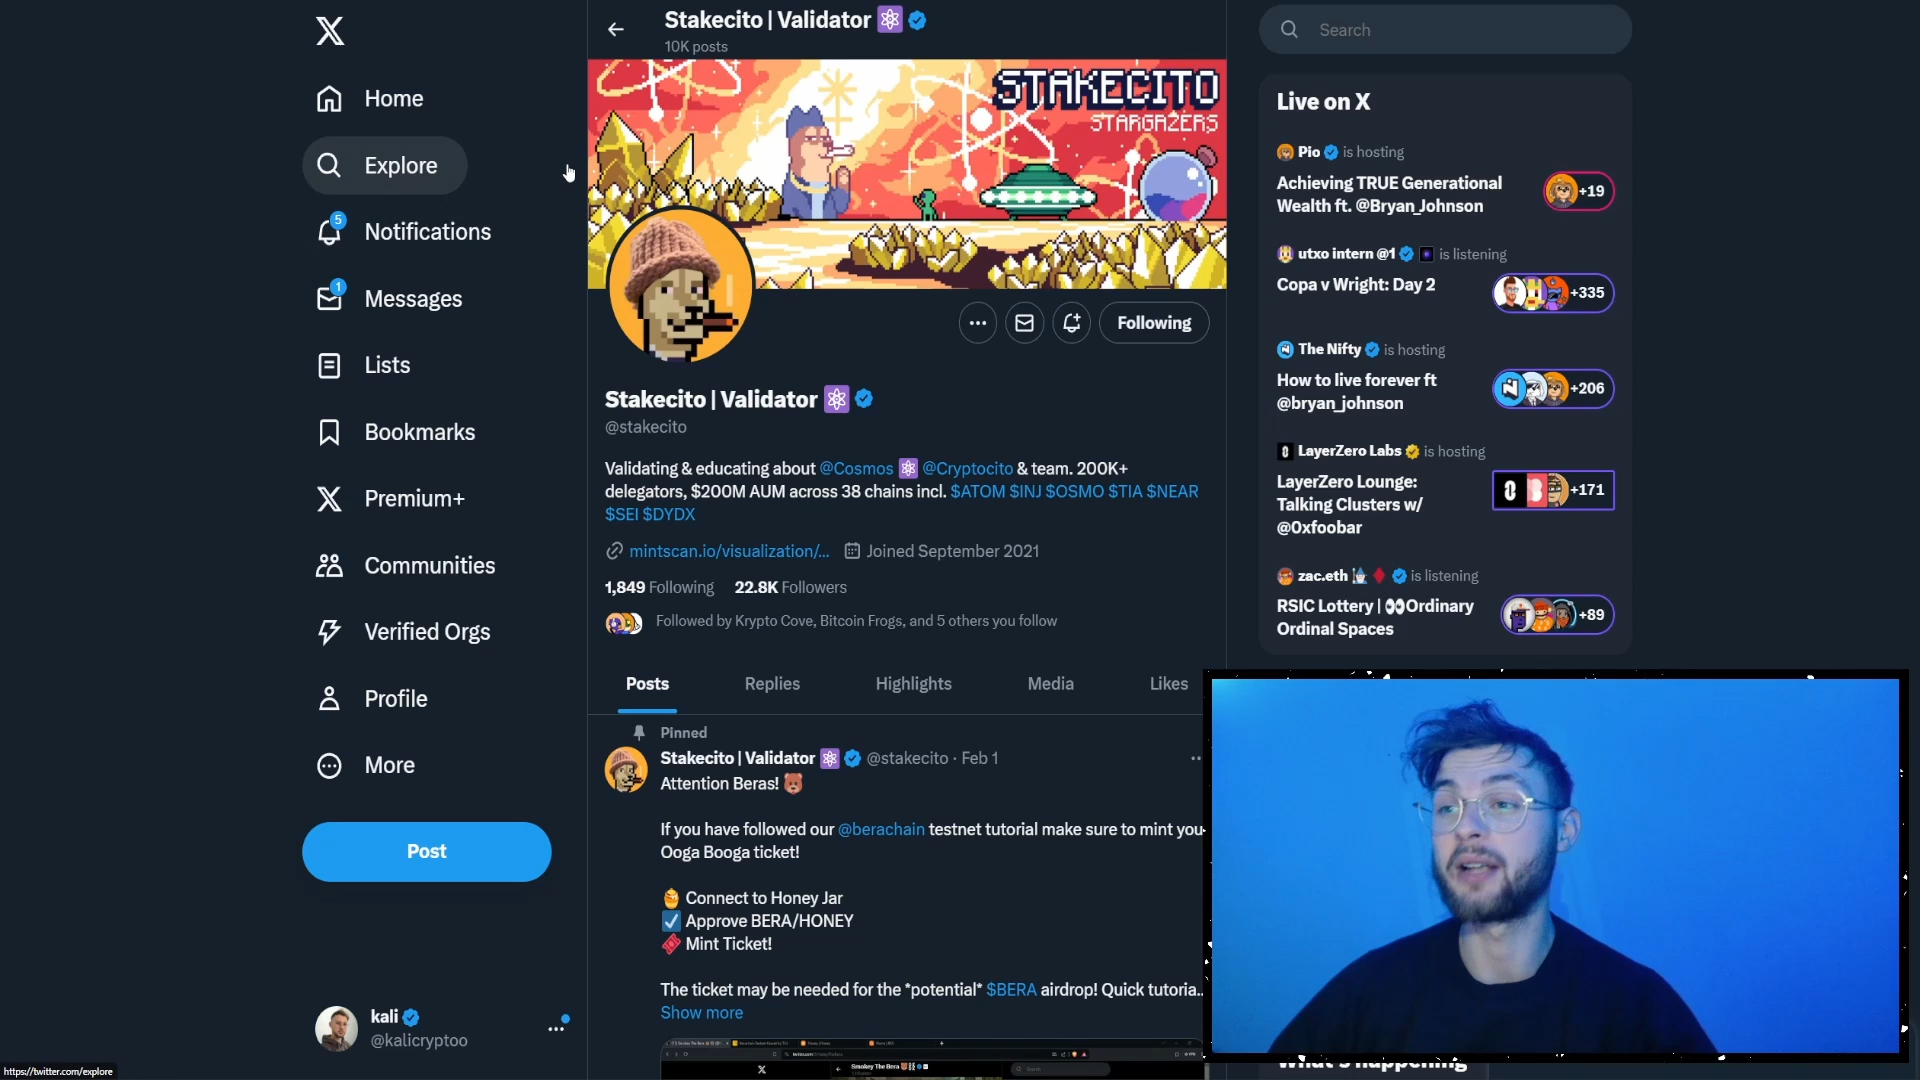 Stakecito | Validator
10K posts
Search
Home
Explore
5
Notifications
1
Messages
Lists
Bookmarks
Premium+
Communities
Verified Orgs
Profile
More
Post
kali
@kalicryptoo
https://twitter.com/explore
STAKECITO
STARGAZERS
Following
Stakecito | Validator
@stakecito
Validating & educating about @Cosmos @Cryptocito & team. 200K+
delegators, $200M AUM across 38 chains incl. $ATOM $INJ $OSMO $TIA $NEAR
$SEI $DYDX
mintscan.io/visualization/... Joined September 2021
1,849 Following 22.8K Followers
Followed by Krypto Cove, Bitcoin Frogs, and 5 others you follow
Posts Replies Highlights Media Likes
Pinned
Stakecito | Validator @stakecito · Feb 1
Attention Beras! 🐻
If you have followed our @berachain testnet tutorial make sure to mint you
Ooga Booga ticket!
🍯 Connect to Honey Jar
☑️ Approve BERA/HONEY
🎟️ Mint Ticket!
The ticket may be needed for the *potential* $BERA airdrop! Quick tutoria..
Show more
Smokey The Bera
Live on X
Pio is hosting
Achieving TRUE Generational
Wealth ft. @Bryan_Johnson
+19
utxo intern @1 is listening
Copa v Wright: Day 2
+335
The Nifty is hosting
How to live forever ft
@bryan_johnson
+206
LayerZero Labs is hosting
LayerZero Lounge:
Talking Clusters w/
@0xfoobar
+171
zac.eth is listening
RSIC Lottery | 👀Ordinary
Ordinal Spaces
+89
What's happening